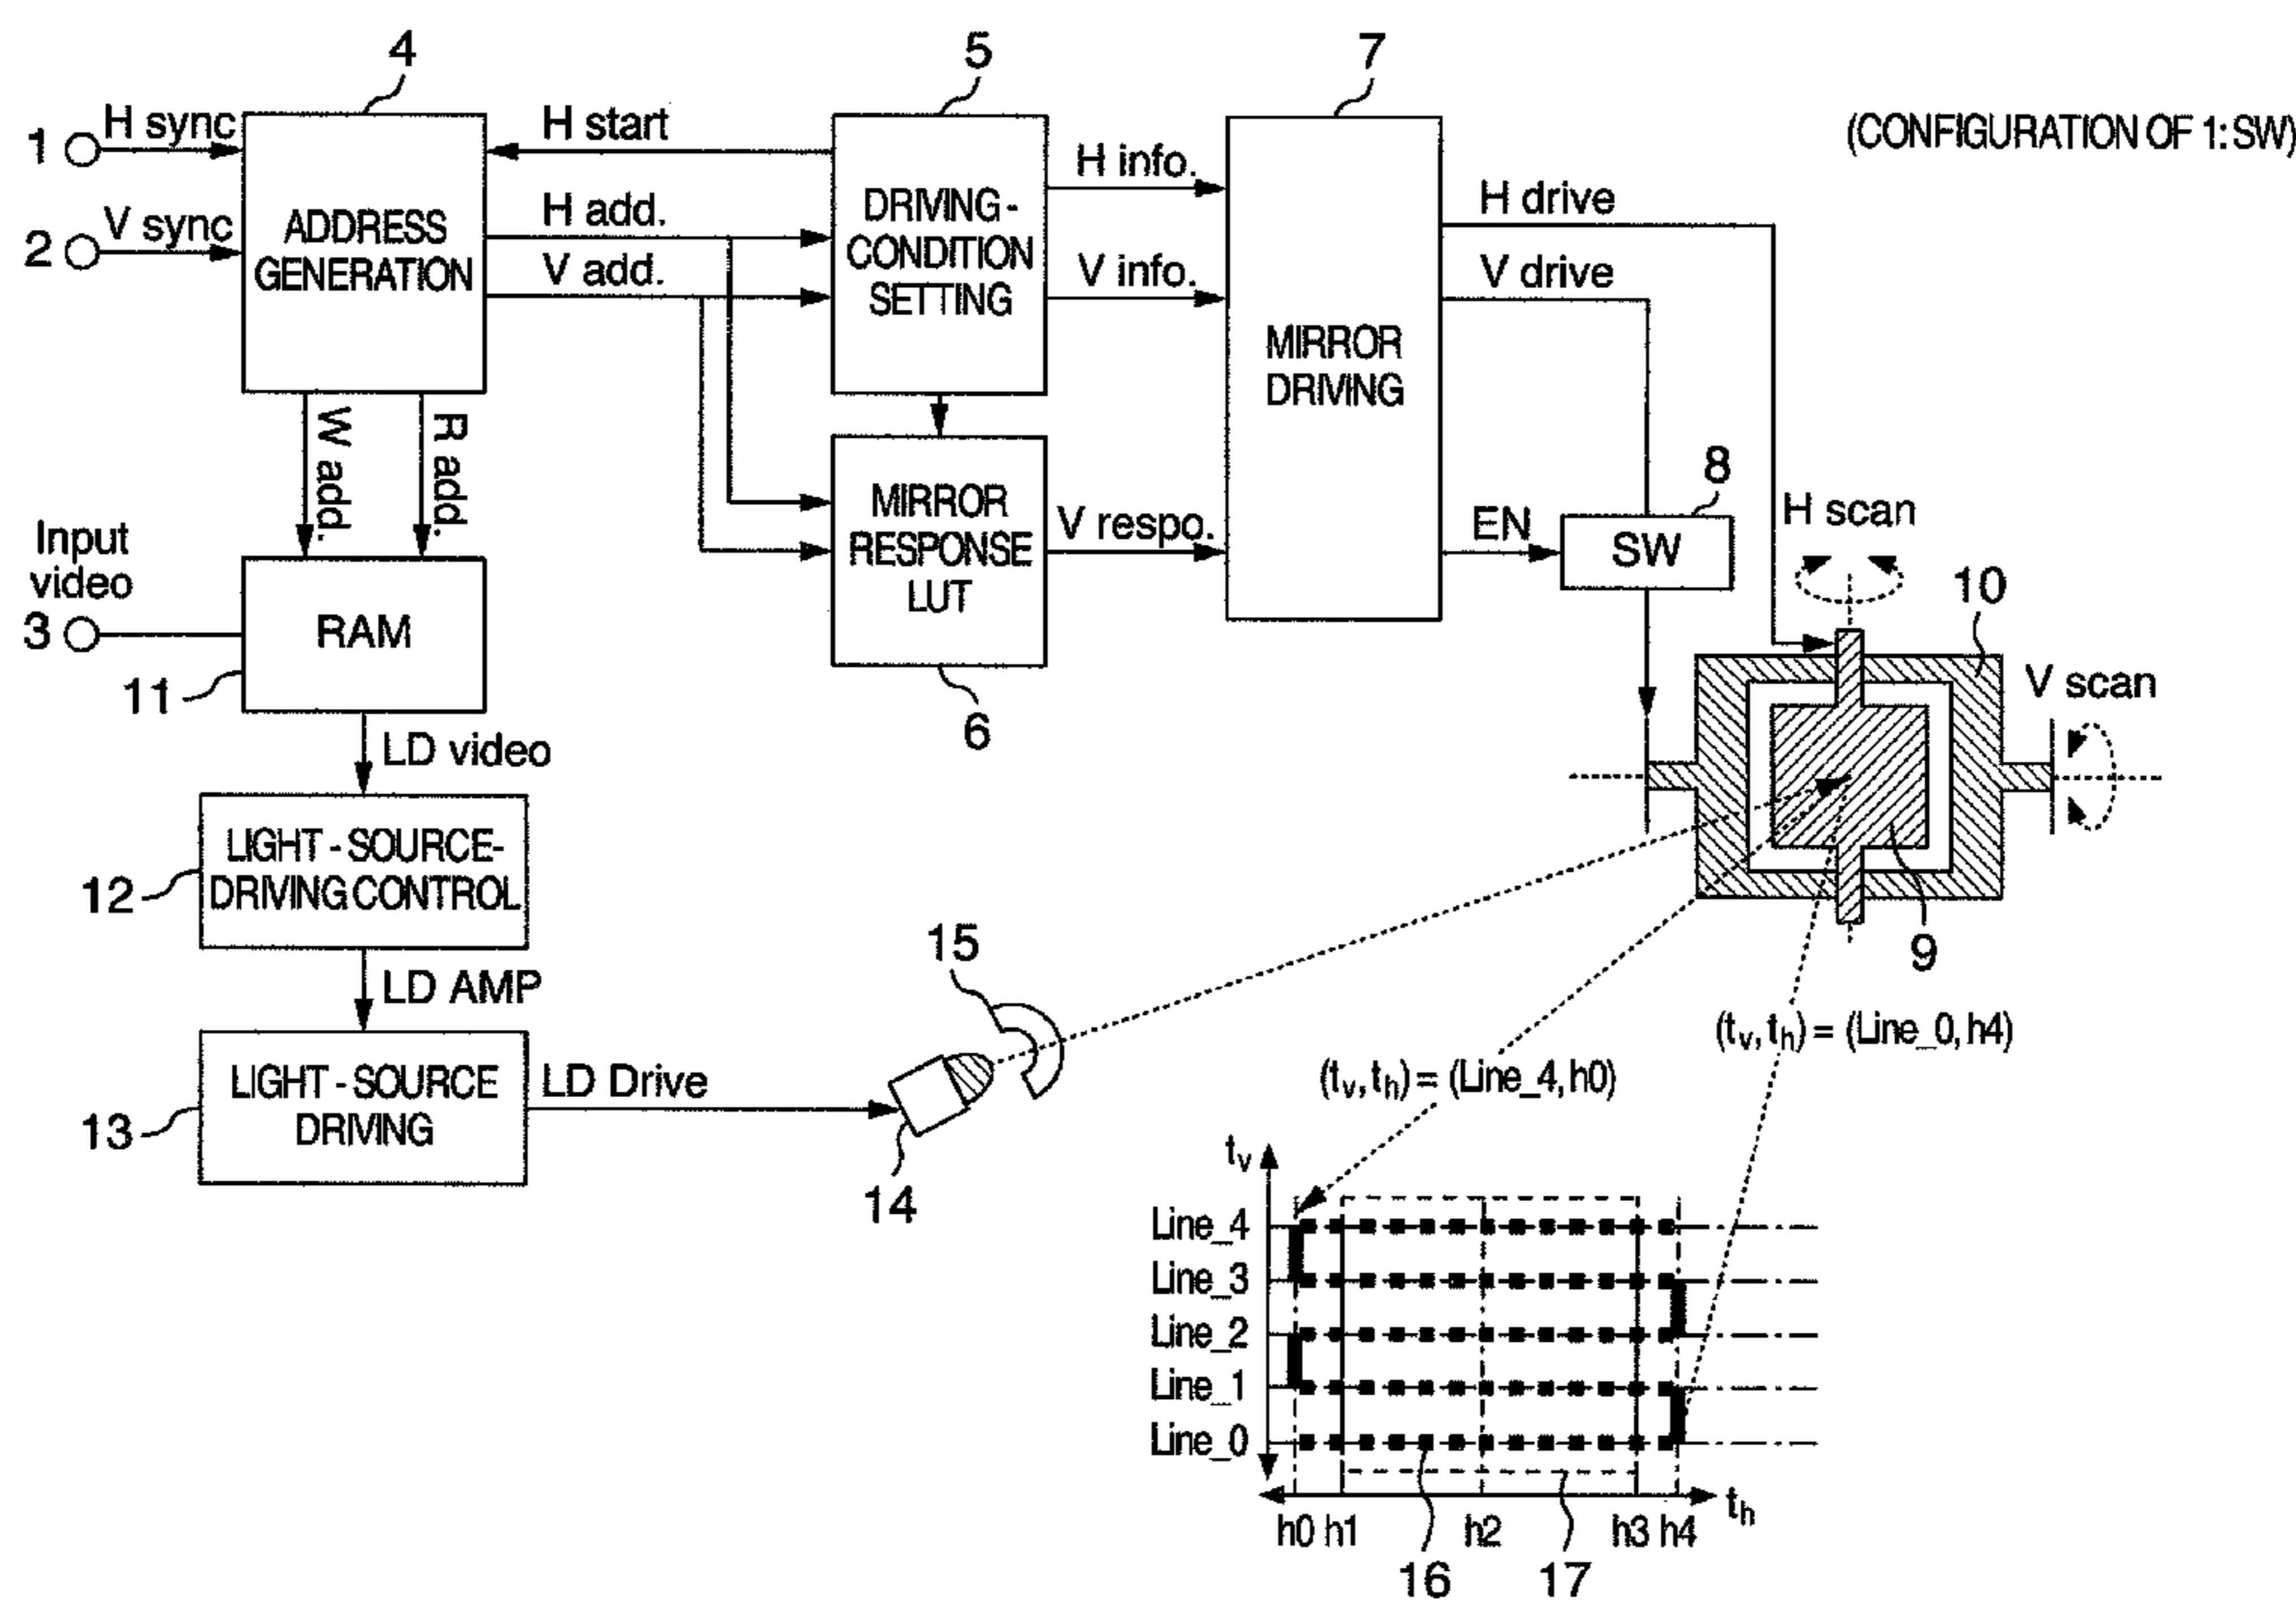 4
5
7
(CONFIGURATION OF 1: SW)
1
H sync
2
V sync
ADDRESS
GENERATION
H start
H add.
V add.
DRIVING-
CONDITION
SETTING
H info.
V info.
MIRROR
DRIVING
H drive
V drive
W add.
R add.
MIRROR
RESPONSE
LUT
6
V respo.
EN
8
SW
H scan
10
V scan
9
Input
video
3
RAM
11
LD video
12
LIGHT - SOURCE-
DRIVING CONTROL
LD AMP
13
LIGHT - SOURCE
DRIVING
LD Drive
15
14
(tv, th) = (Line_4, h0)
(tv, th) = (Line_0, h4)
tv
Line_4
Line_3
Line_2
Line_1
Line_0
th
h0 h1 h2 h3 h4
16
17